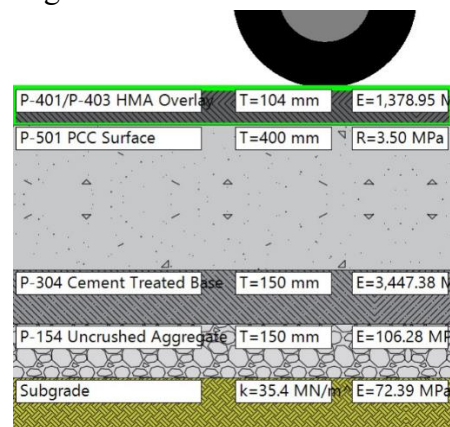 P-401/P-403 HMA Overlay T=104 mm E=1,378.95 M
P-501 PCC Surface T=400 mm R=3.50 MPa
P-304 Cement Treated Base T=150 mm E=3,447.38 M
P-154 Uncrushed Aggregate T=150 mm E=106.28 MP
Subgrade k=35.4 MN/m^ E=72.39 MPa